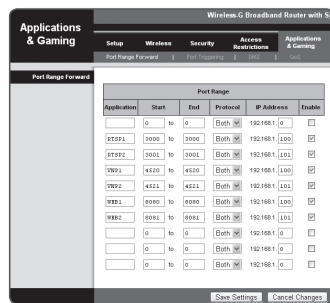 Wireless-G Broadband Router with S
Applications & Gaming
Setup Wireless Security Access Restrictions Applications & Gaming
Port Range Forward | Port Triggering | DMZ | QoS
Port Range Forward
Port Range
Application Start End Protocol IP Address Enable
0 to 0 Both 192.168.1. 0
RTSP1 3000 to 3000 Both 192.168.1. 100
RTSP2 3001 to 3001 Both 192.168.1. 101
VNP1 4520 to 4520 Both 192.168.1. 100
VNP2 4521 to 4521 Both 192.168.1. 101
WEB1 8080 to 8080 Both 192.168.1. 100
WEB2 8081 to 8081 Both 192.168.1. 101
0 to 0 Both 192.168.1. 0
0 to 0 Both 192.168.1. 0
0 to 0 Both 192.168.1. 0
Save Settings Cancel Changes